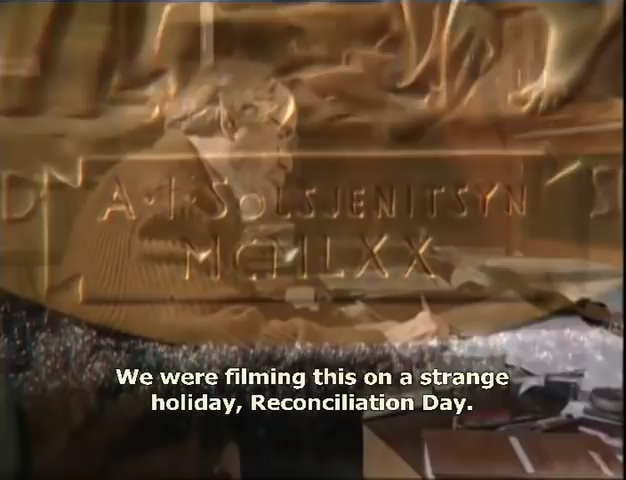 A·I·SOLSJENITSYN
MCMLXX
We were filming this on a strange
holiday, Reconciliation Day.